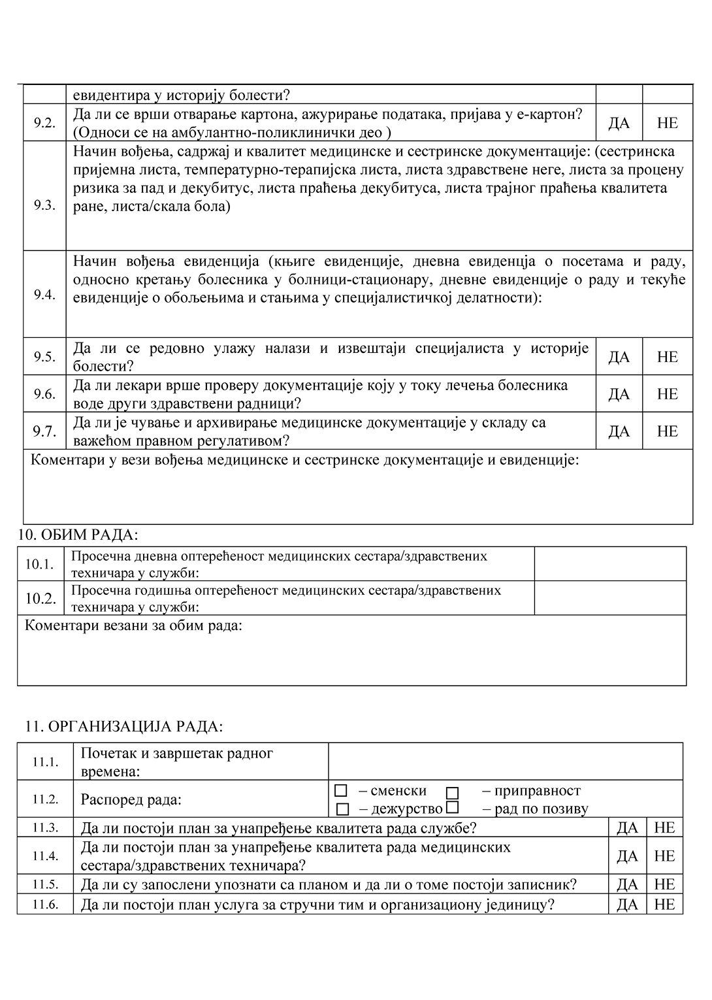 евидентира у историју болести?
9.2. Да ли се врши отварање картона, ажурирање података, пријава у е-картон? ДА НЕ
(Односи се на амбулантно-поликлинички део )
Начин вођења, садржај и квалитет медицинске и сестринске документације: (сестринска
пријемна листа, температурно-терапијска листа, листа здравствене неге, листа за процену
ризика за пад и декубитус, листа праћења декубитуса, листа трајног праћења квалитета
9.3. ране, листа/скала бола)
Начин вођења евиденција (књиге евиденције, дневна евиденцја о посетама и раду,
односно кретању болесника у болници-стационару, дневне евиденције о раду и текуће
9.4. евиденције о обољењима и стањима у специјалистичкој делатности):
9.5. Да ли се редовно улажу налази и извештаји специјалиста у историје ДА НЕ
болести?
9.6. Да ли лекари врше проверу документације коју у току лечења болесника ДА НЕ
воде други здравствени радници?
9.7. Да ли је чување и архивирање медицинске документације у складу са ДА НЕ
важећом правном регулативом?
Коментари у вези вођења медицинске и сестринске документације и евиденције:
10. ОБИМ РАДА:
10.1. Просечна дневна оптерећеност медицинских сестара/здравствених
техничара у служби:
10.2. Просечна годишња оптерећеност медицинских сестара/здравствених
техничара у служби:
Коментари везани за обим рада:
11. ОРГАНИЗАЦИЈА РАДА:
11.1. Почетак и завршетак радног
времена:
11.2. Распоред рада: – сменски – приправност
– дежурство – рад по позиву
11.3. Да ли постоји план за унапређење квалитета рада службе? ДА НЕ
11.4. Да ли постоји план за унапређење квалитета рада медицинских ДА НЕ
сестара/здравствених техничара?
11.5. Да ли су запослени упознати са планом и да ли о томе постоји записник? ДА НЕ
11.6. Да ли постоји план услуга за стручни тим и организациону јединицу? ДА НЕ